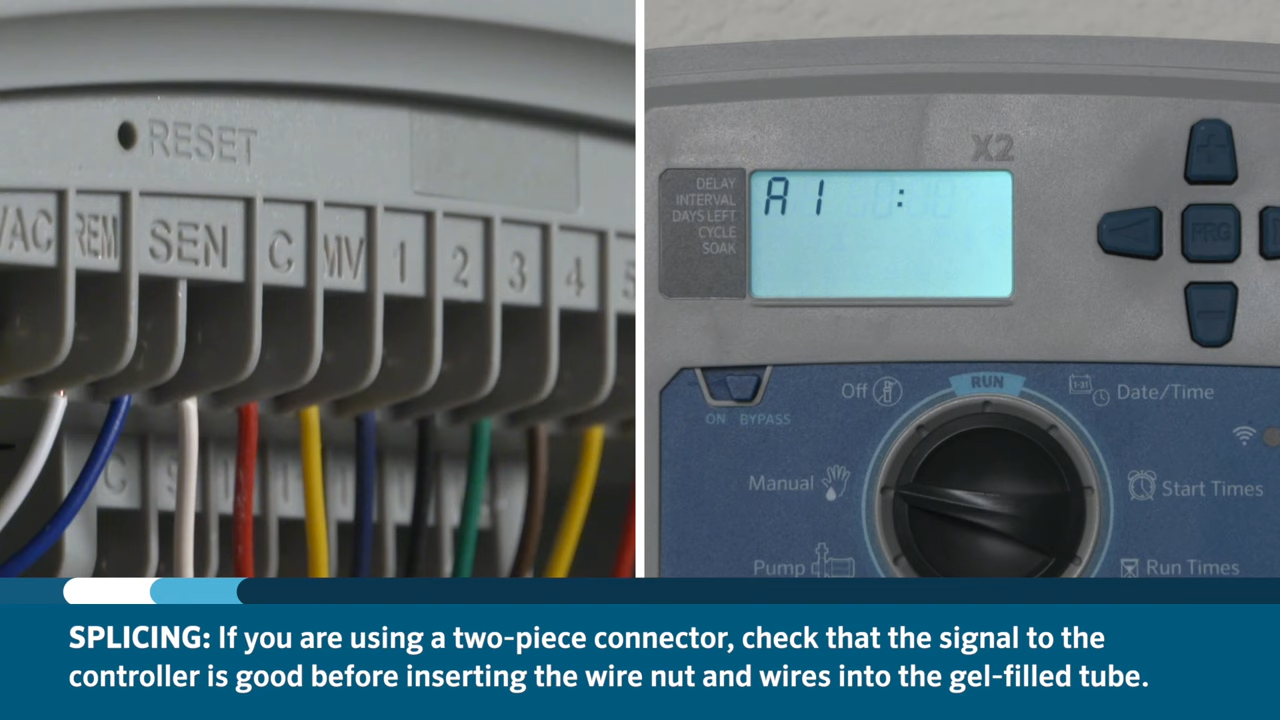 RESET
VAC REM SEN C MV 1 2 3 4 5
C
X2
DELAY
INTERVAL
DAYS LEFT
CYCLE
SOAK
A 1 :
PRG
RUN
Off
1-31
Date/Time
ON BYPASS
Manual
Start Times
Pump
Run Times
SPLICING: If you are using a two-piece connector, check that the signal to the
controller is good before inserting the wire nut and wires into the gel-filled tube.